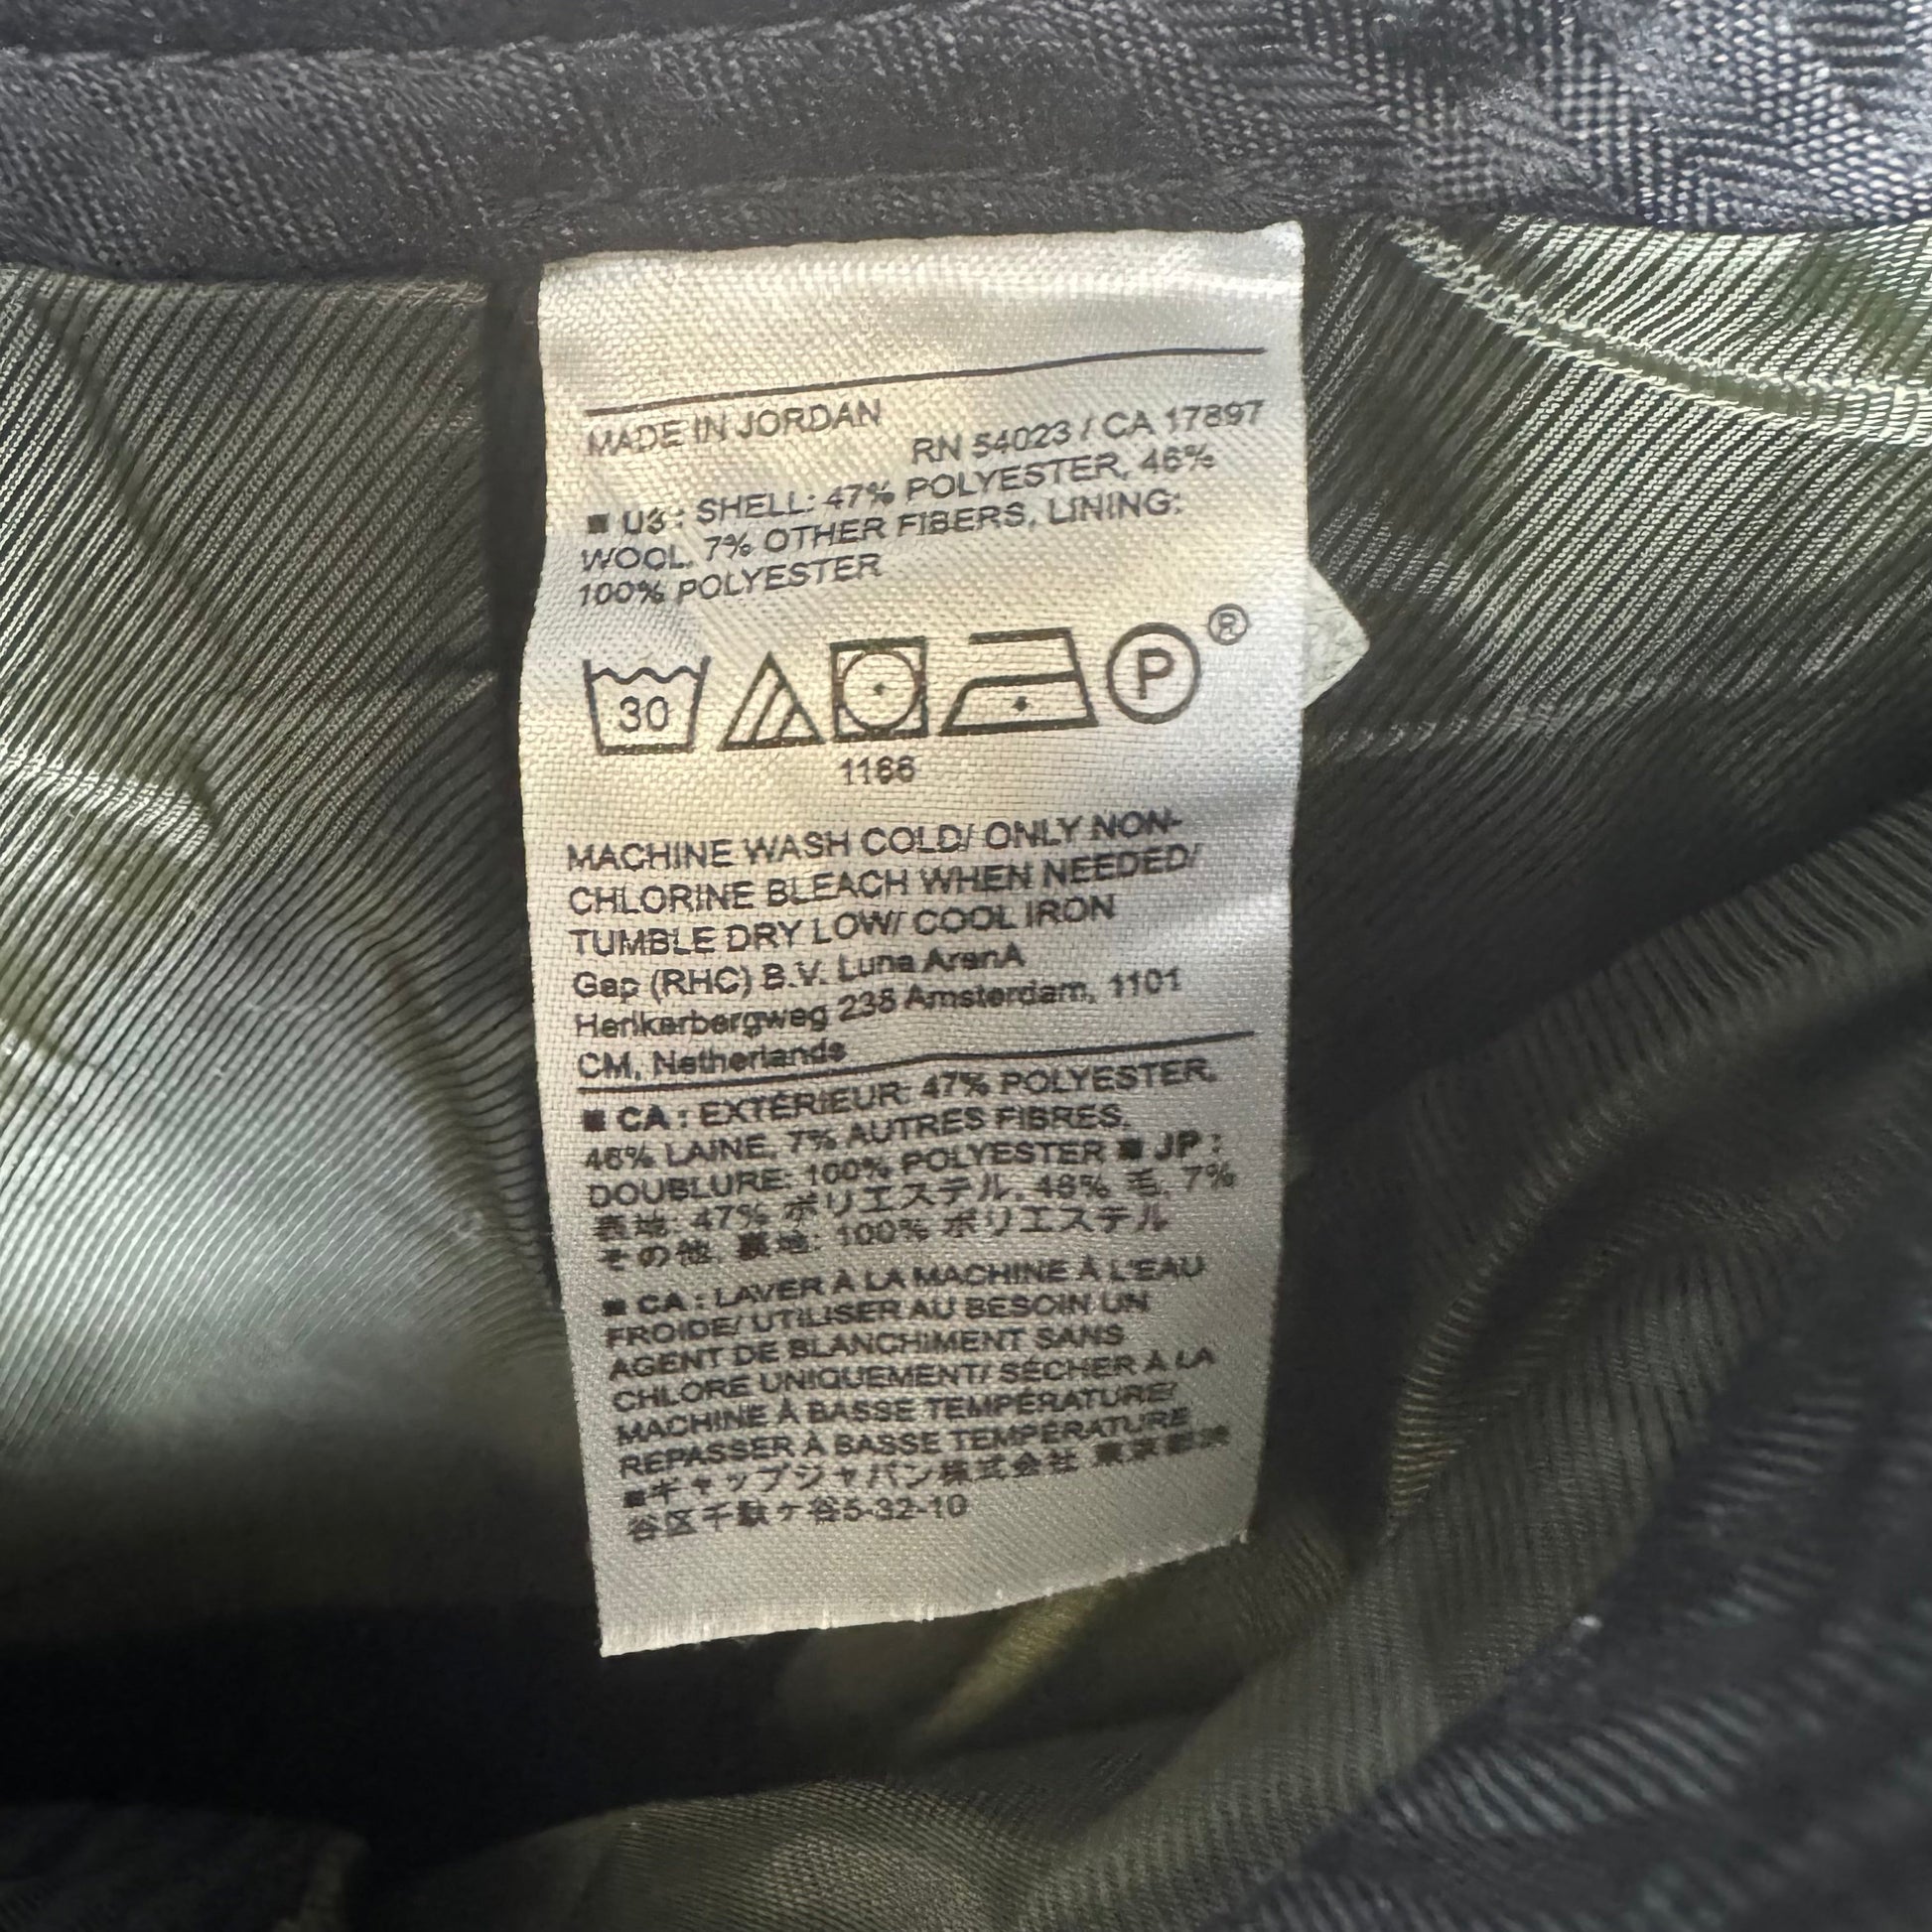 MADE IN JORDAN
RN 54023 / CA 17897
■ US : SHELL: 47% POLYESTER, 46%
WOOL, 7% OTHER FIBERS, LINING:
100% POLYESTER
30
P ®
1166
MACHINE WASH COLD/ ONLY NON-
CHLORINE BLEACH WHEN NEEDED/
TUMBLE DRY LOW/ COOL IRON
Gap (RHC) B.V. Luna ArenA
Herikerbergweg 238 Amsterdam, 1101
CM, Netherlands
■ CA : EXTÉRIEUR: 47% POLYESTER,
46% LAINE, 7% AUTRES FIBRES,
DOUBLURE: 100% POLYESTER ■ JP :
表地: 47% ポリエステル, 46% 毛, 7%
その他, 裏地: 100% ポリエステル
■ CA : LAVER À LA MACHINE À L'EAU
FROIDE/ UTILISER AU BESOIN UN
AGENT DE BLANCHIMENT SANS
CHLORE UNIQUEMENT/ SÉCHER À LA
MACHINE À BASSE TEMPÉRATURE/
REPASSER À BASSE TEMPÉRATURE
■ギャップジャパン株式会社 東京都渋
谷区千駄ヶ谷5-32-10